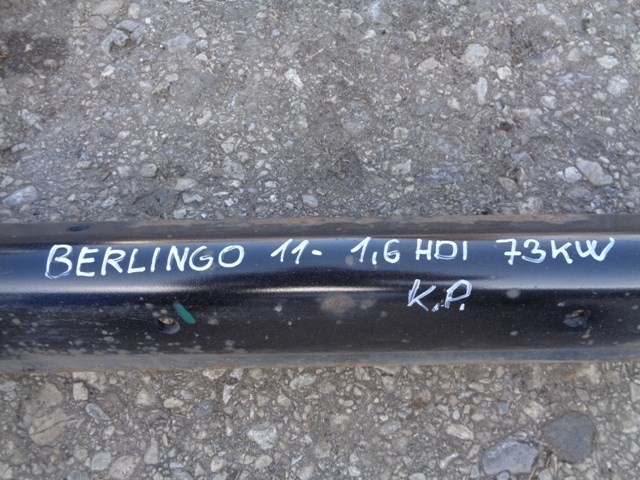 BERLINGO 11- 1,6 HDI 73KW
K.P.